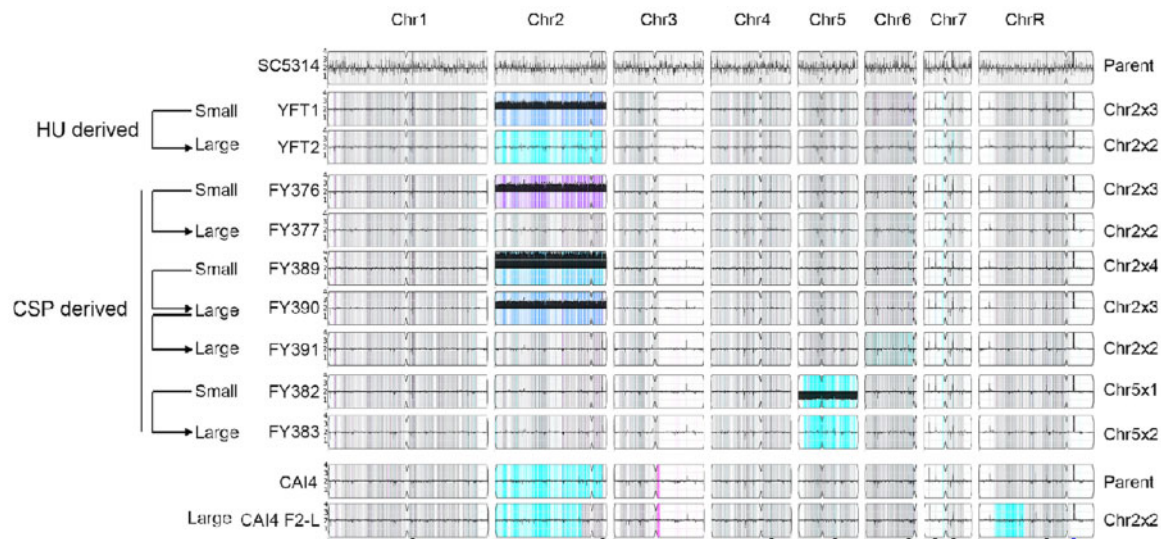 Chr1 Chr2 Chr3 Chr4 Chr5 Chr6 Chr7 ChrR
SC5314 Parent
HU derived
Small YFT1 Chr2x3
Large YFT2 Chr2x2
CSP derived
Small FY376 Chr2x3
Large FY377 Chr2x2
Small FY389 Chr2x4
Large FY390 Chr2x3
Large FY391 Chr2x2
Small FY382 Chr5x1
Large FY383 Chr5x2
CAI4 Parent
Large CAI4 F2-L Chr2x2